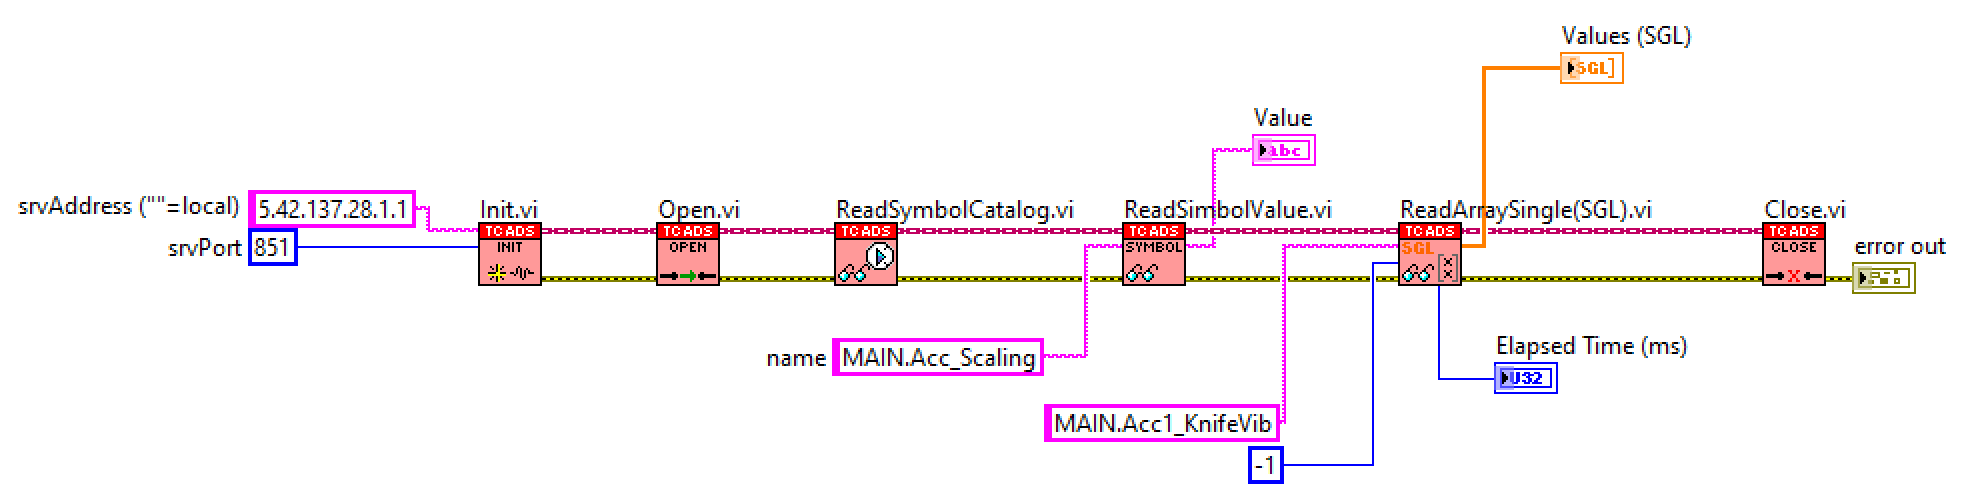 Values (SGL)
SGL]
Value
abc
srvAddress (""=local)
5.42.137.28.1.1
srvPort
851
Init.vi
TC ADS
INIT
Open.vi
TC ADS
OPEN
ReadSymbolCatalog.vi
TC ADS
ReadSimbolValue.vi
TC ADS
SYMBOL
ReadArraySingle(SGL).vi
TC ADS
SGL
Close.vi
TC ADS
CLOSE
error out
name
MAIN.Acc_Scaling
Elapsed Time (ms)
U32
MAIN.Acc1_KnifeVib
-1